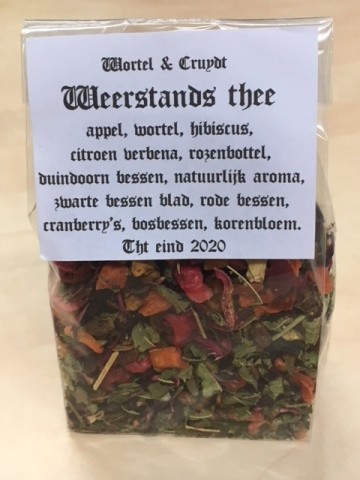 Wortel & Cruydt
Weerstands thee
appel, wortel, hibiscus,
citroen verbena, rozenbottel,
duindoorn bessen, natuurlijk aroma,
zwarte bessen blad, rode bessen,
cranberry's, bosbessen, korenbloem.
Tht eind 2020